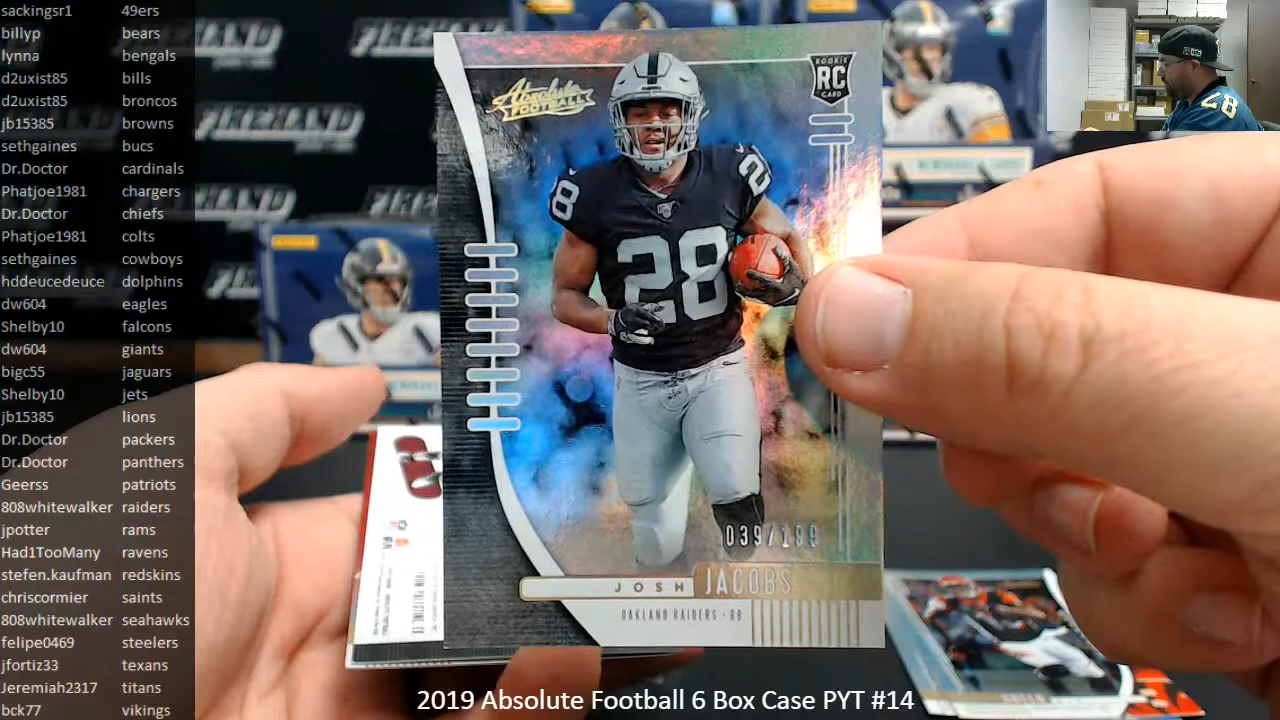 sackingsr1 49ers
billyp bears
lynna bengals
d2uxist85 bills
d2uxist85 broncos
jb15385 browns
sethgaines bucs
Dr.Doctor cardinals
Phatjoe1981 chargers
Dr.Doctor chiefs
Phatjoe1981 colts
sethgaines cowboys
hddeucedeuce dolphins
dw604 eagles
Shelby10 falcons
dw604 giants
bigc55 jaguars
Shelby10 jets
jb15385 lions
Dr.Doctor packers
Dr.Doctor panthers
Geerss patriots
808whitewalker raiders
jpotter rams
Had1TooMany ravens
stefen.kaufman redskins
chriscormier saints
808whitewalker seahawks
felipe0469 steelers
jfortiz33 texans
Jeremiah2317 titans
bck77 vikings
Absolute
FOOTBALL
ROOKIE
RC
CARD
28
28
28
039/199
JOSH JACOBS
OAKLAND RAIDERS • RB
28
2019 Absolute Football 6 Box Case PYT #14